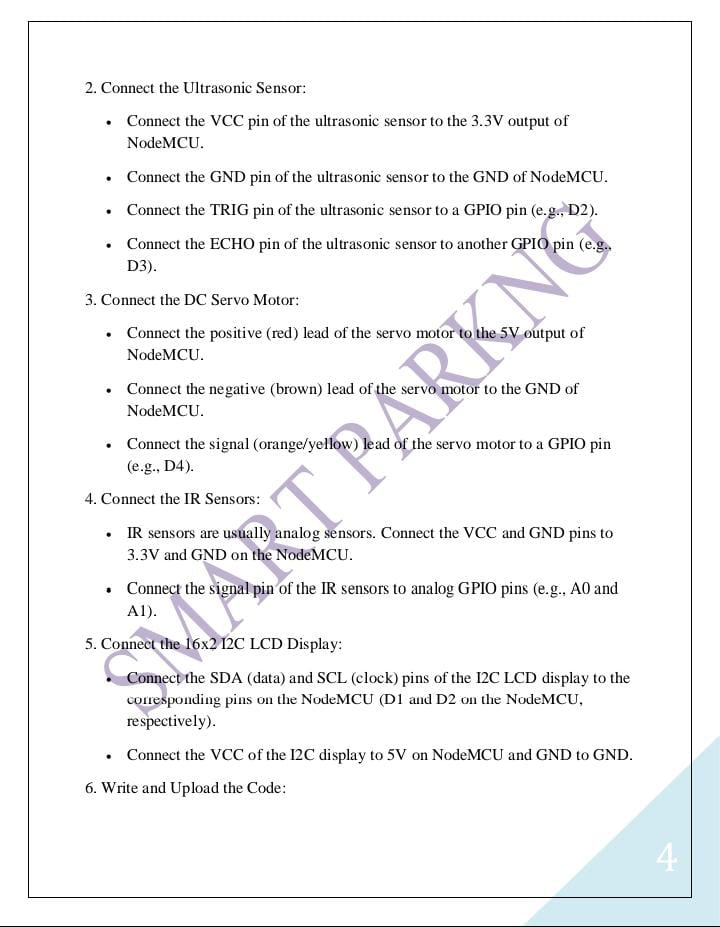 2. Connect the Ultrasonic Sensor:
• Connect the VCC pin of the ultrasonic sensor to the 3.3V output of
NodeMCU.
• Connect the GND pin of the ultrasonic sensor to the GND of NodeMCU.
• Connect the TRIG pin of the ultrasonic sensor to a GPIO pin (e.g., D2).
• Connect the ECHO pin of the ultrasonic sensor to another GPIO pin (e.g.,
D3).
3. Connect the DC Servo Motor:
• Connect the positive (red) lead of the servo motor to the 5V output of
NodeMCU.
• Connect the negative (brown) lead of the servo motor to the GND of
NodeMCU.
• Connect the signal (orange/yellow) lead of the servo motor to a GPIO pin
(e.g., D4).
4. Connect the IR Sensors:
• IR sensors are usually analog sensors. Connect the VCC and GND pins to
3.3V and GND on the NodeMCU.
• Connect the signal pin of the IR sensors to analog GPIO pins (e.g., A0 and
A1).
5. Connect the 16x2 I2C LCD Display:
• Connect the SDA (data) and SCL (clock) pins of the I2C LCD display to the
corresponding pins on the NodeMCU (D1 and D2 on the NodeMCU,
respectively).
• Connect the VCC of the I2C display to 5V on NodeMCU and GND to GND.
6. Write and Upload the Code:
SMART PARKNG
4